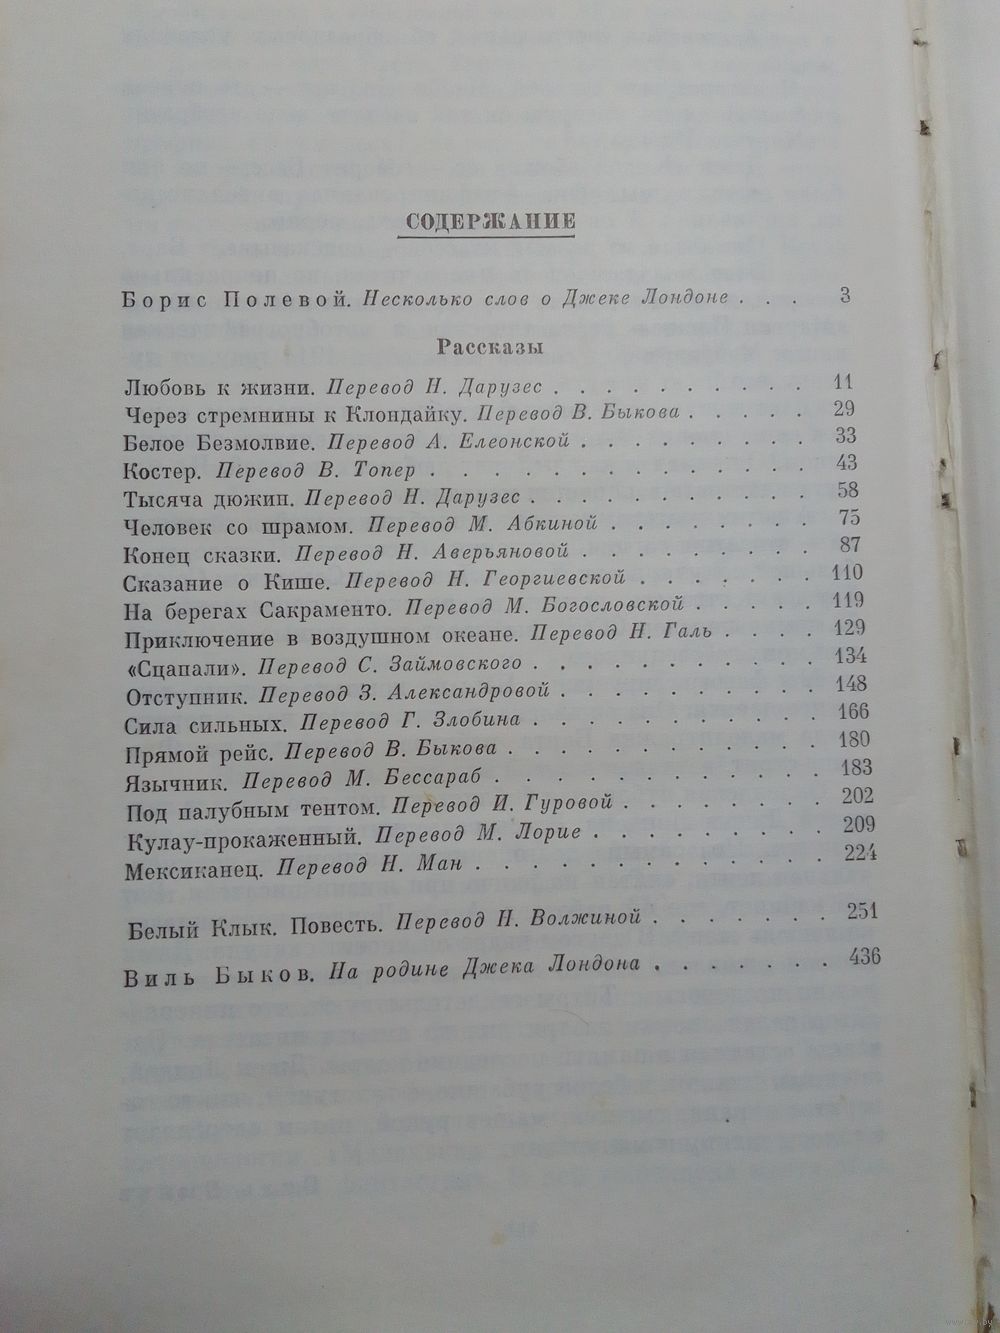 СОДЕРЖАНИЕ
Борис Полевой. Несколько слов о Джеке Лондоне . . . 3
Рассказы
Любовь к жизни. Перевод Н. Дарузес . . . . . . . . . . 11
Через стремнины к Клондайку. Перевод В. Быкова . . . . . 29
Белое Безмолвие. Перевод А. Елеонской . . . . . . . . . 33
Костер. Перевод В. Топер . . . . . . . . . . . . . 43
Тысяча дюжин. Перевод Н. Дарузес . . . . . . . . . . . 58
Человек со шрамом. Перевод М. Абкиной . . . . . . . . 75
Конец сказки. Перевод Н. Аверьяновой . . . . . . . . . 87
Сказание о Кише. Перевод Н. Георгиевской . . . . . . . 110
На берегах Сакраменто. Перевод М. Богословской . . . . . 119
Приключение в воздушном океане. Перевод Н. Галь . . . . 129
«Сцапали». Перевод С. Займовского . . . . . . . . . . . 134
Отступник. Перевод З. Александровой . . . . . . . . . . 148
Сила сильных. Перевод Г. Злобина . . . . . . . . . . . 166
Прямой рейс. Перевод В. Быкова . . . . . . . . . . . . 180
Язычник. Перевод М. Бессараб . . . . . . . . . . . . 183
Под палубным тентом. Перевод И. Гуровой . . . . . . . . 202
Кулау-прокаженный. Перевод М. Лорие . . . . . . . . . 209
Мексиканец. Перевод Н. Ман . . . . . . . . . . . . . 224
Белый Клык. Повесть. Перевод Н. Волжиной . . . . . . . 251
Виль Быков. На родине Джека Лондона . . . . . . . 436